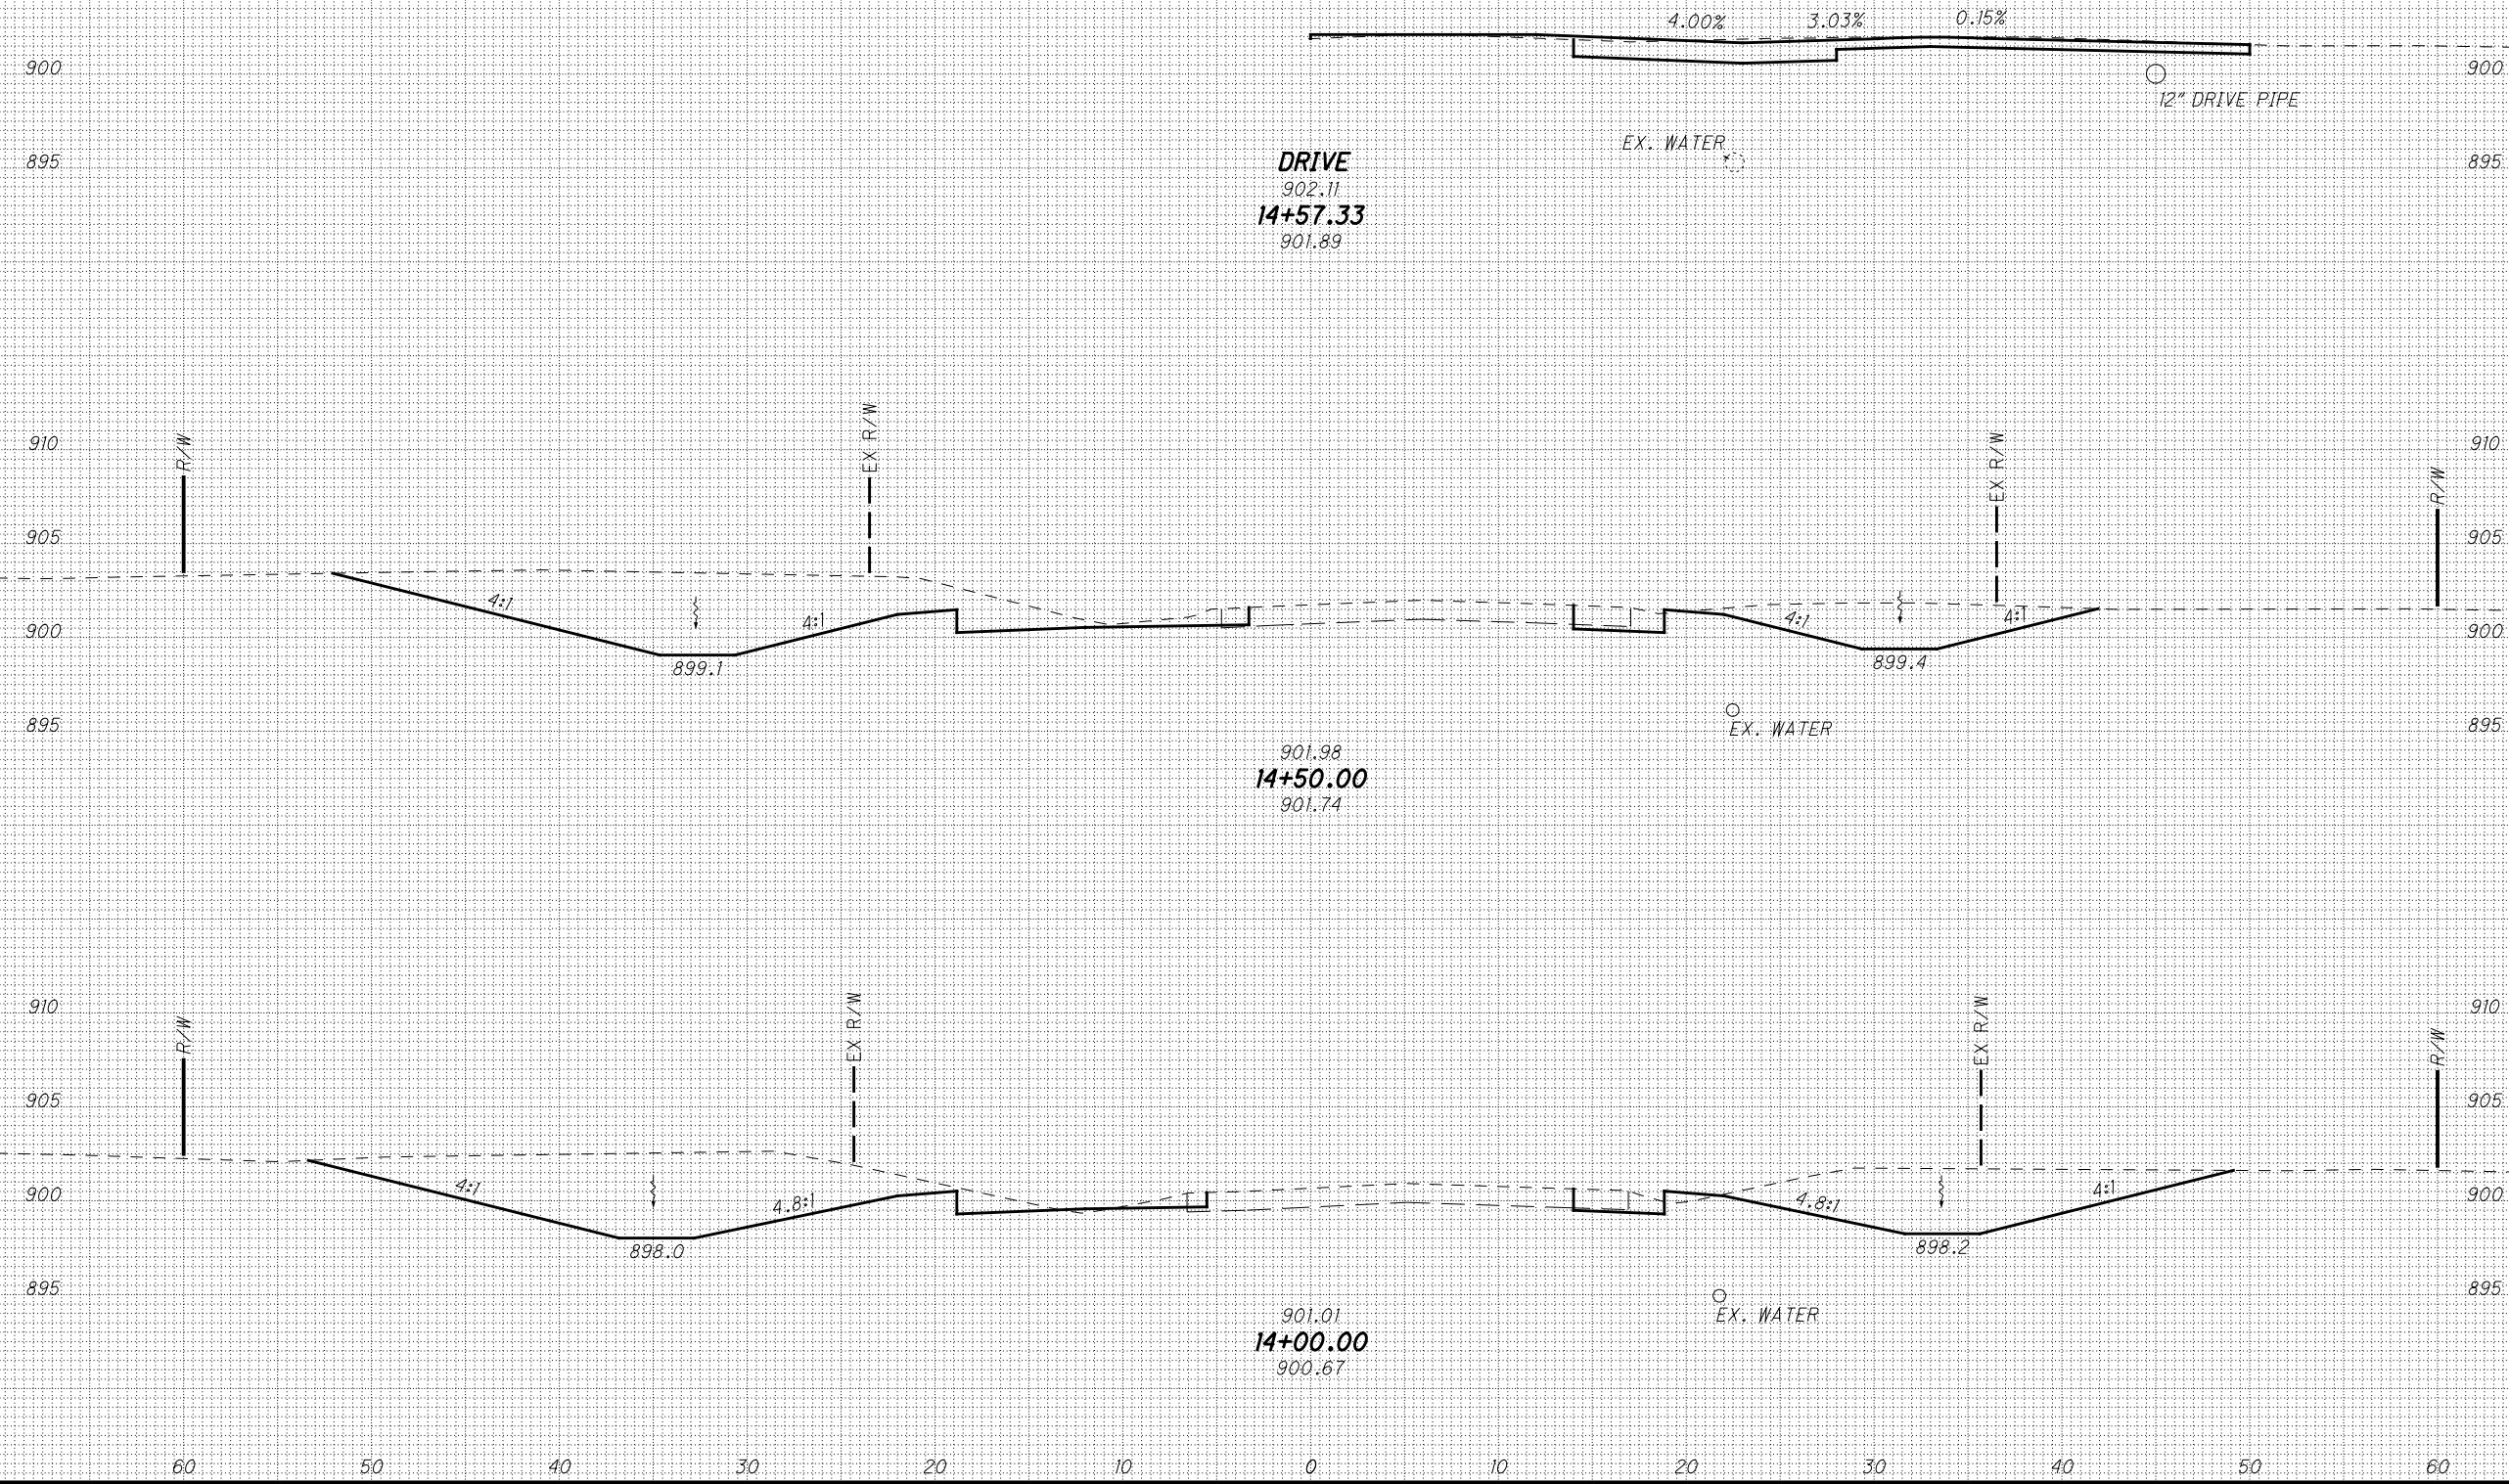 4.00% 3.03% 0.15%
900 900
12" DRIVE PIPE
EX. WATER
895 895
DRIVE
902.11
14+57.33
901.89
EX R/W
R/W EX R/W
910 910
R/W
905 905
4:1 4:1 4:1 4:1
900 900
899.1 899.4
895 895
EX. WATER
901.98
14+50.00
901.74
910 910
EX R/W EX R/W
R/W R/W
905 905
4:1 4.8:1 4.8:1 4:1
900 900
898.0 898.2
895 895
EX. WATER
901.01
14+00.00
900.67
60 50 40 30 20 10 0 10 20 30 40 50 60